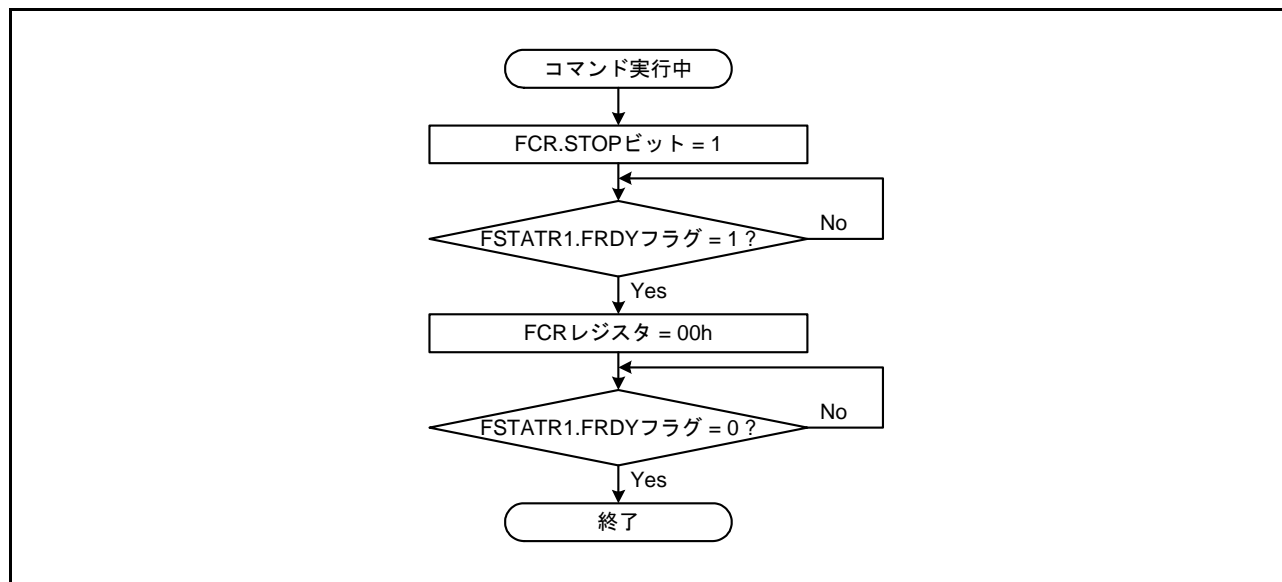 コマンド実行中
FCR.STOPビット = 1
FSTATR1.FRDYフラグ = 1 ?
No
Yes
FCRレジスタ = 00h
FSTATR1.FRDYフラグ = 0 ?
No
Yes
終了